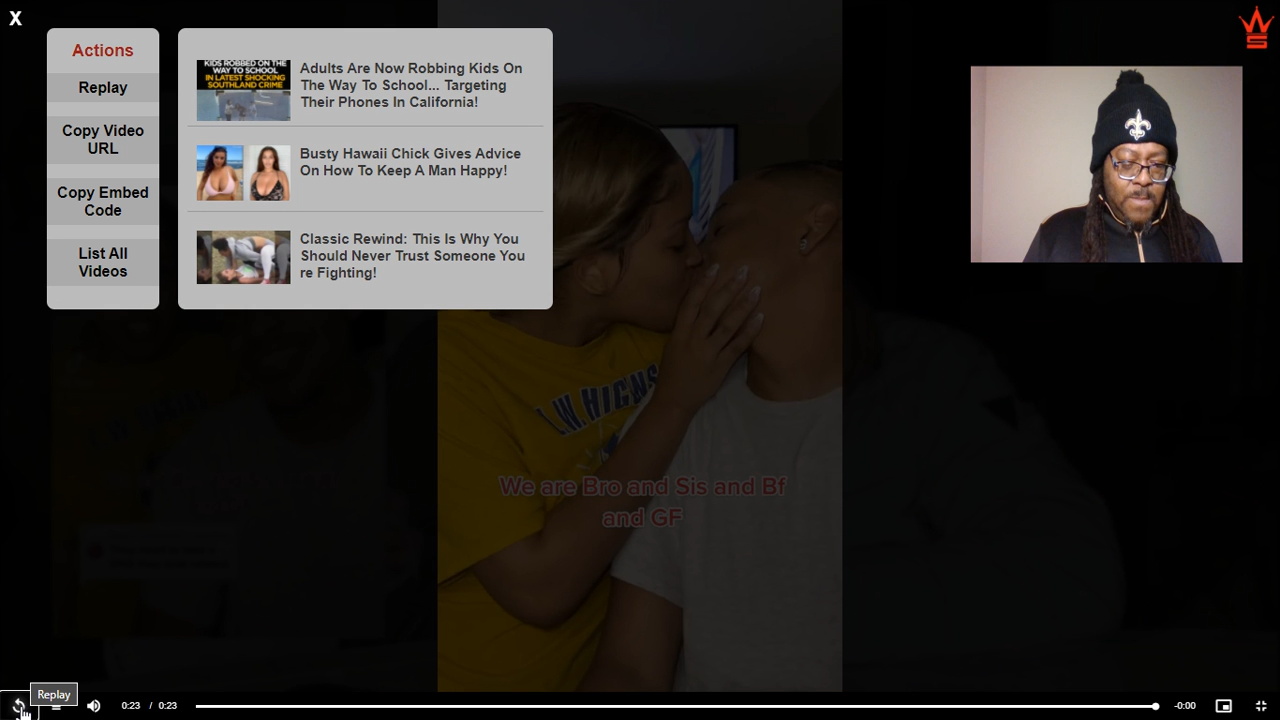 X
Actions
Replay
Copy Video
URL
Copy Embed
Code
List All
Videos
KIDS ROBBED ON THE
WAY TO SCHOOL
IN LATEST SHOCKING
SOUTHLAND CRIME
Adults Are Now Robbing Kids On
The Way To School... Targeting
Their Phones In California!
Busty Hawaii Chick Gives Advice
On How To Keep A Man Happy!
Classic Rewind: This Is Why You
Should Never Trust Someone You
re Fighting!
WS
I.W.HIGGNS
We are Bro and Sis and Bf
and GF
Replay
0:23 / 0:23
-0:00